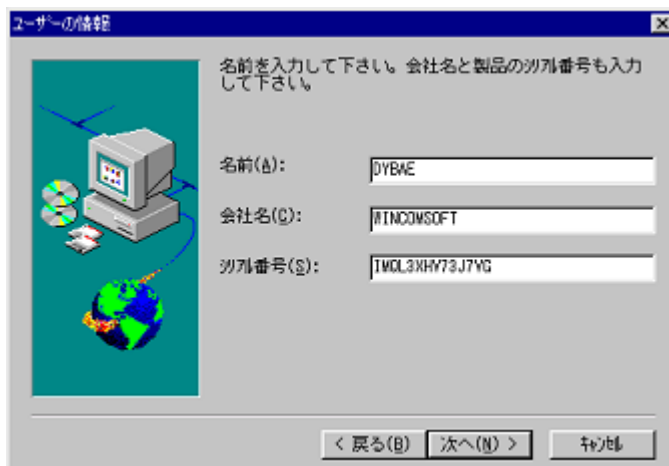 ユーザーの情報
名前を入力して下さい。会社名と製品のｼﾘｱﾙ番号も入力
して下さい。
名前(A): DYBAE
会社名(C): WINCOMSOFT
ｼﾘｱﾙ番号(S): IMOL3XHV73J7VG
< 戻る(B) 次へ(N) > ｷｬﾝｾﾙ